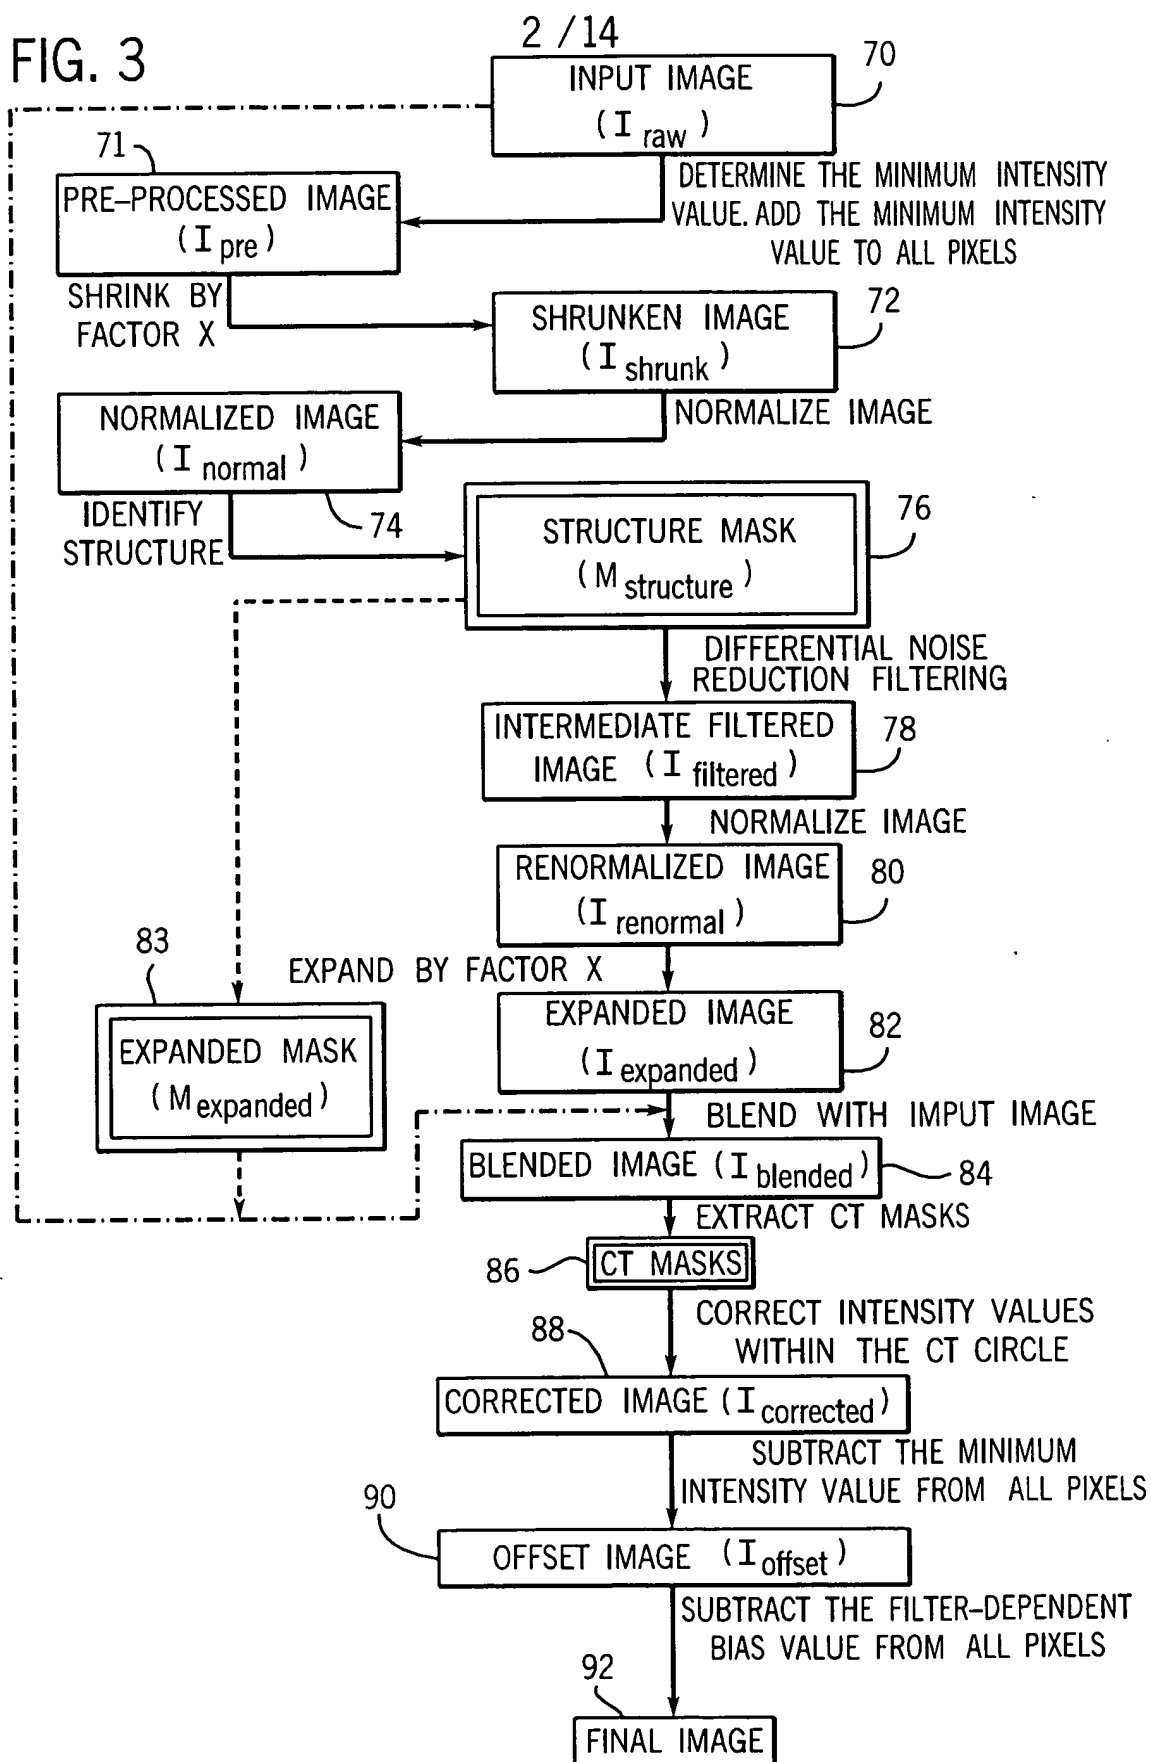 2 / 14
FIG. 3
INPUT IMAGE
(I raw)
70
DETERMINE THE MINIMUM INTENSITY
VALUE. ADD THE MINIMUM INTENSITY
VALUE TO ALL PIXELS
71
PRE-PROCESSED IMAGE
(I pre)
SHRINK BY
FACTOR X
SHRUNKEN IMAGE
(I shrunk)
72
NORMALIZE IMAGE
NORMALIZED IMAGE
(I normal)
74
IDENTIFY
STRUCTURE
STRUCTURE MASK
(M structure)
76
DIFFERENTIAL NOISE
REDUCTION FILTERING
INTERMEDIATE FILTERED
IMAGE (I filtered)
78
NORMALIZE IMAGE
RENORMALIZED IMAGE
(I renormal)
80
EXPAND BY FACTOR X
83
EXPANDED MASK
(M expanded)
EXPANDED IMAGE
(I expanded)
82
BLEND WITH IMPUT IMAGE
BLENDED IMAGE (I blended)
84
EXTRACT CT MASKS
86
CT MASKS
CORRECT INTENSITY VALUES
WITHIN THE CT CIRCLE
88
CORRECTED IMAGE (I corrected)
SUBTRACT THE MINIMUM
INTENSITY VALUE FROM ALL PIXELS
90
OFFSET IMAGE (I offset)
SUBTRACT THE FILTER-DEPENDENT
BIAS VALUE FROM ALL PIXELS
92
FINAL IMAGE